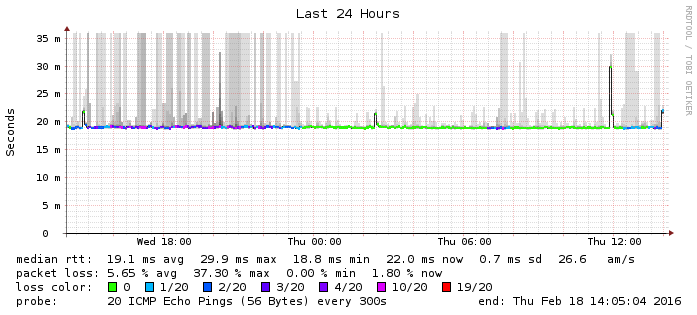 Last 24 Hours
RRDTOOL / TOBI OETIKER
Seconds
35 m
30 m
25 m
20 m
15 m
10 m
5 m
0
Wed 18:00 Thu 00:00 Thu 06:00 Thu 12:00
median rtt: 19.1 ms avg 29.9 ms max 18.8 ms min 22.0 ms now 0.7 ms sd 26.6 am/s
packet loss: 5.65 % avg 37.30 % max 0.00 % min 1.80 % now
loss color: 0 1/20 2/20 3/20 4/20 10/20 19/20
probe: 20 ICMP Echo Pings (56 Bytes) every 300s end: Thu Feb 18 14:05:04 2016